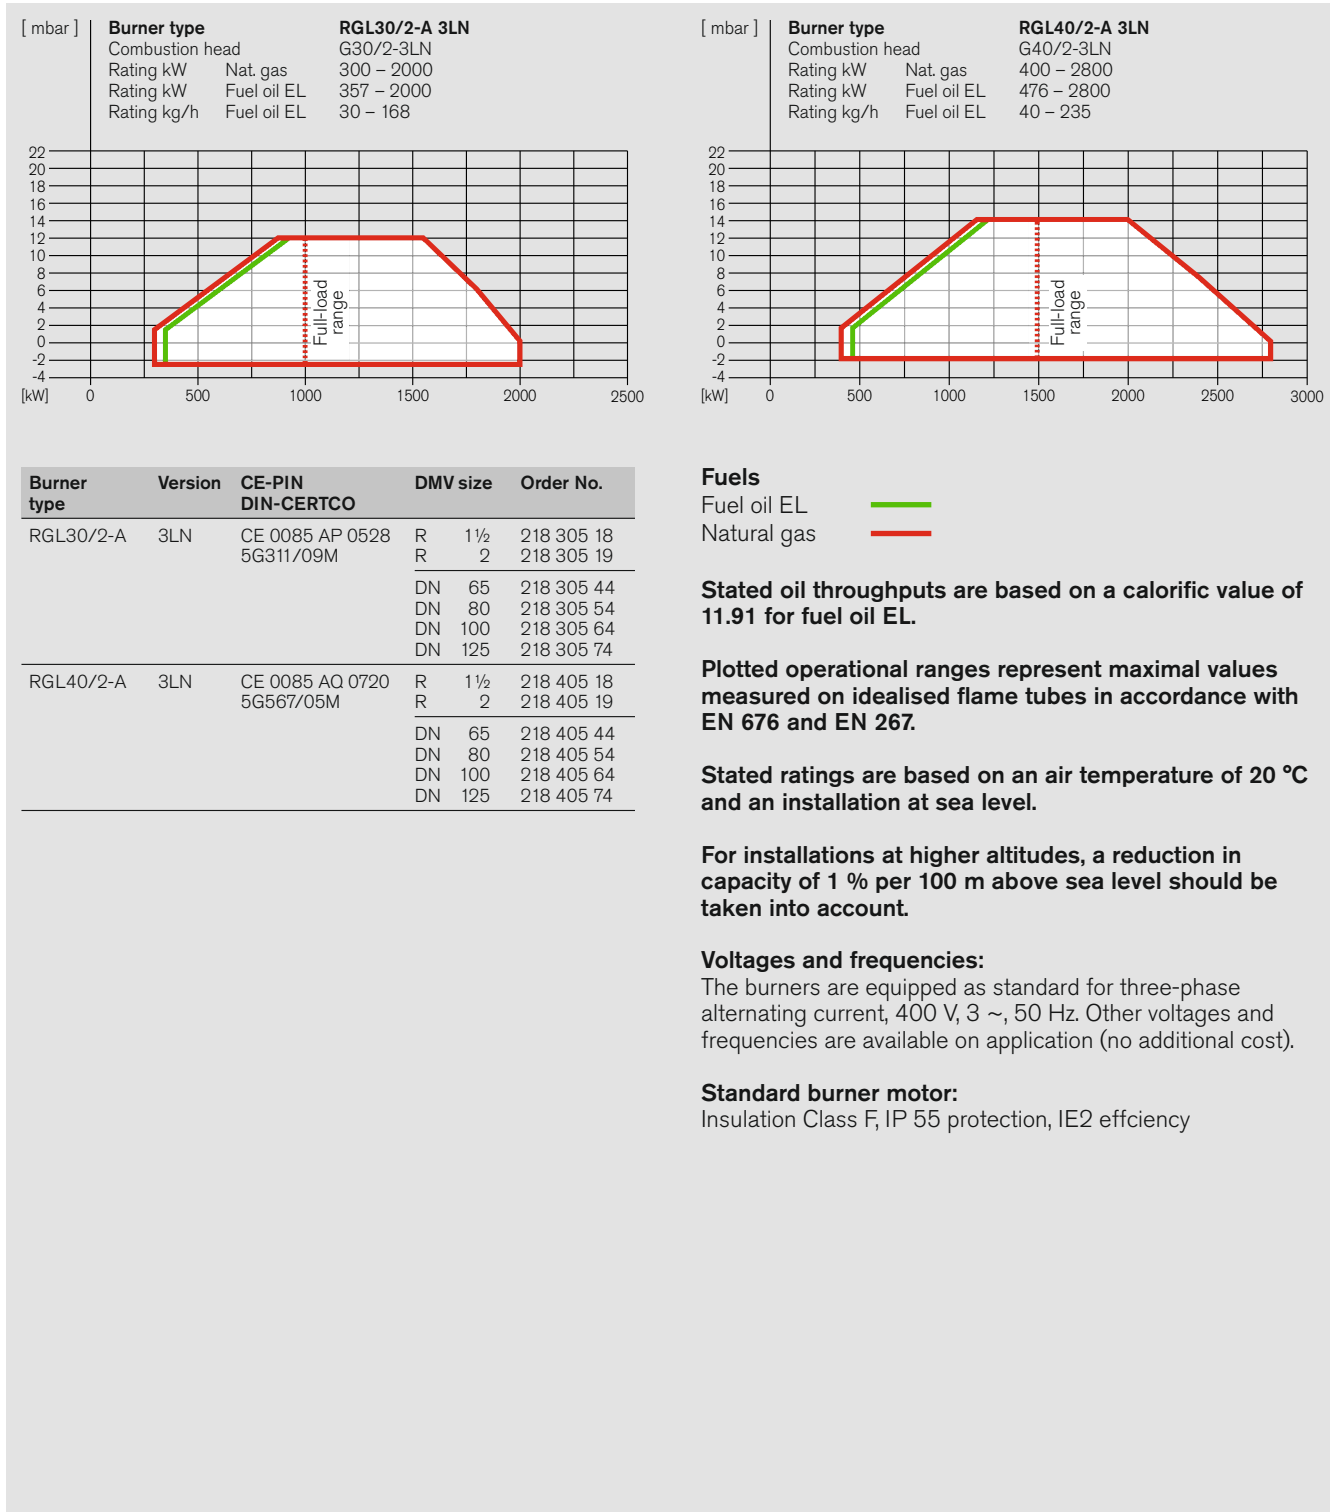 [ mbar ]
Burner type RGL30/2-A 3LN
Combustion head G30/2-3LN
Rating kW Nat. gas 300 – 2000
Rating kW Fuel oil EL 357 – 2000
Rating kg/h Fuel oil EL 30 – 168
22
20
18
16
14
12
10
8
6
4
2
0
-2
-4
Full-load
range
[kW] 0 500 1000 1500 2000 2500
[ mbar ]
Burner type RGL40/2-A 3LN
Combustion head G40/2-3LN
Rating kW Nat. gas 400 – 2800
Rating kW Fuel oil EL 476 – 2800
Rating kg/h Fuel oil EL 40 – 235
22
20
18
16
14
12
10
8
6
4
2
0
-2
-4
Full-load
range
[kW] 0 500 1000 1500 2000 2500 3000
Burner Version CE-PIN DMV size Order No.
type DIN-CERTCO
RGL30/2-A 3LN CE 0085 AP 0528 R 1½ 218 305 18
5G311/09M R 2 218 305 19
DN 65 218 305 44
DN 80 218 305 54
DN 100 218 305 64
DN 125 218 305 74
RGL40/2-A 3LN CE 0085 AQ 0720 R 1½ 218 405 18
5G567/05M R 2 218 405 19
DN 65 218 405 44
DN 80 218 405 54
DN 100 218 405 64
DN 125 218 405 74
Fuels
Fuel oil EL
Natural gas
Stated oil throughputs are based on a calorific value of
11.91 for fuel oil EL.
Plotted operational ranges represent maximal values
measured on idealised flame tubes in accordance with
EN 676 and EN 267.
Stated ratings are based on an air temperature of 20 °C
and an installation at sea level.
For installations at higher altitudes, a reduction in
capacity of 1 % per 100 m above sea level should be
taken into account.
Voltages and frequencies:
The burners are equipped as standard for three-phase
alternating current, 400 V, 3 ~, 50 Hz. Other voltages and
frequencies are available on application (no additional cost).
Standard burner motor:
Insulation Class F, IP 55 protection, IE2 effciency